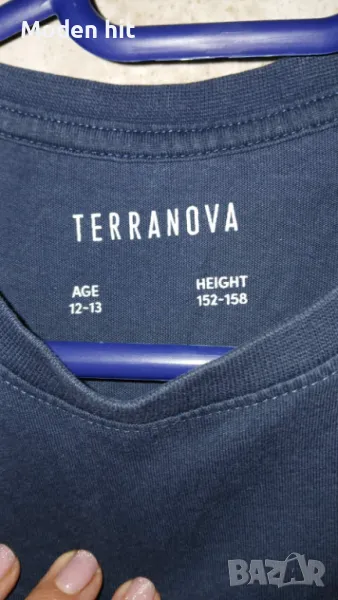 Moden hit
TERRANOVA
AGE
12-13
HEIGHT
152-158
BAZAR